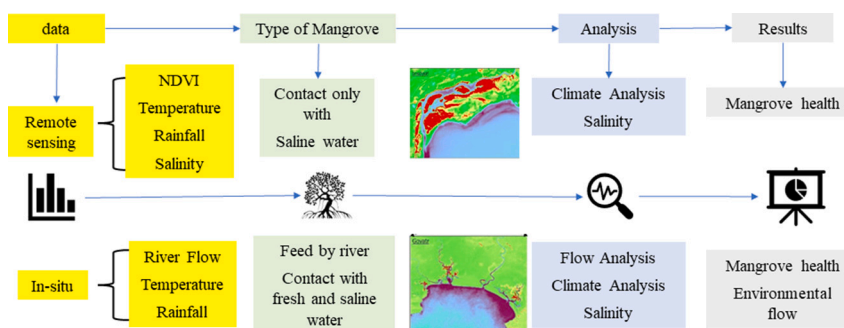 data
Type of Mangrove
Analysis
Results
Remote
sensing
NDVI
Temperature
Rainfall
Salinity
Contact only
with
Saline water
Climate Analysis
Salinity
Mangrove health
In-situ
River Flow
Temperature
Rainfall
Feed by river
Contact with
fresh and saline
water
Flow Analysis
Climate Analysis
Salinity
Mangrove health
Environmental
flow